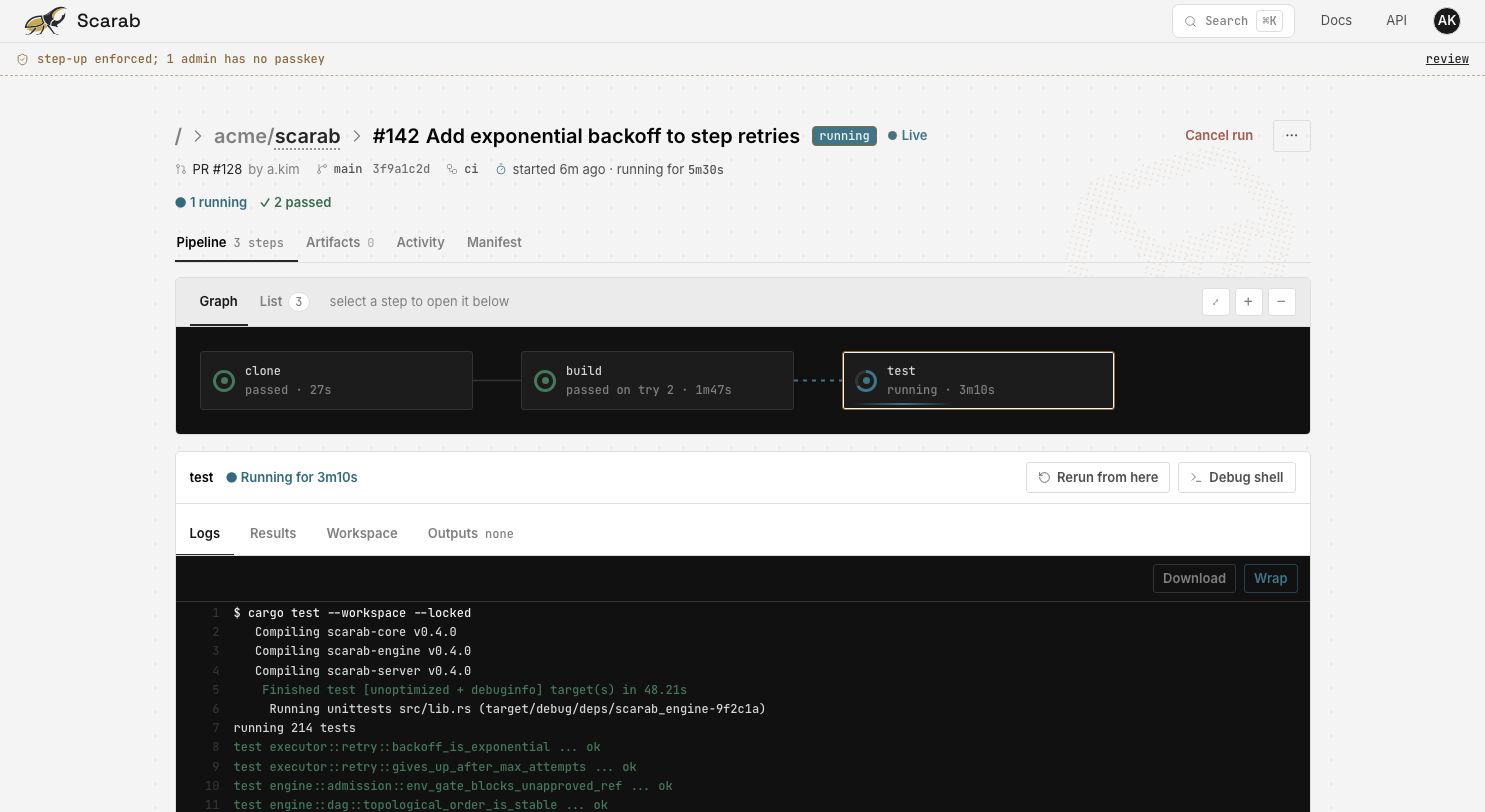 Scarab
Search ⌘K Docs API AK
step-up enforced; 1 admin has no passkey review
/ > acme/scarab > #142 Add exponential backoff to step retries running Live Cancel run ···
PR #128 by a.kim main 3f9a1c2d ci started 6m ago · running for 5m30s
1 running ✓ 2 passed
Pipeline 3 steps Artifacts 0 Activity Manifest
Graph List 3 select a step to open it below + −
clone
passed · 27s
build
passed on try 2 · 1m47s
test
running · 3m10s
test Running for 3m10s Rerun from here Debug shell
Logs Results Workspace Outputs none
Download Wrap
1 $ cargo test --workspace --locked
2 Compiling scarab-core v0.4.0
3 Compiling scarab-engine v0.4.0
4 Compiling scarab-server v0.4.0
5 Finished test [unoptimized + debuginfo] target(s) in 48.21s
6 Running unittests src/lib.rs (target/debug/deps/scarab_engine-9f2c1a)
7 running 214 tests
8 test executor::retry::backoff_is_exponential ... ok
9 test executor::retry::gives_up_after_max_attempts ... ok
10 test engine::admission::env_gate_blocks_unapproved_ref ... ok
11 test engine::dag::topological_order_is_stable ... ok